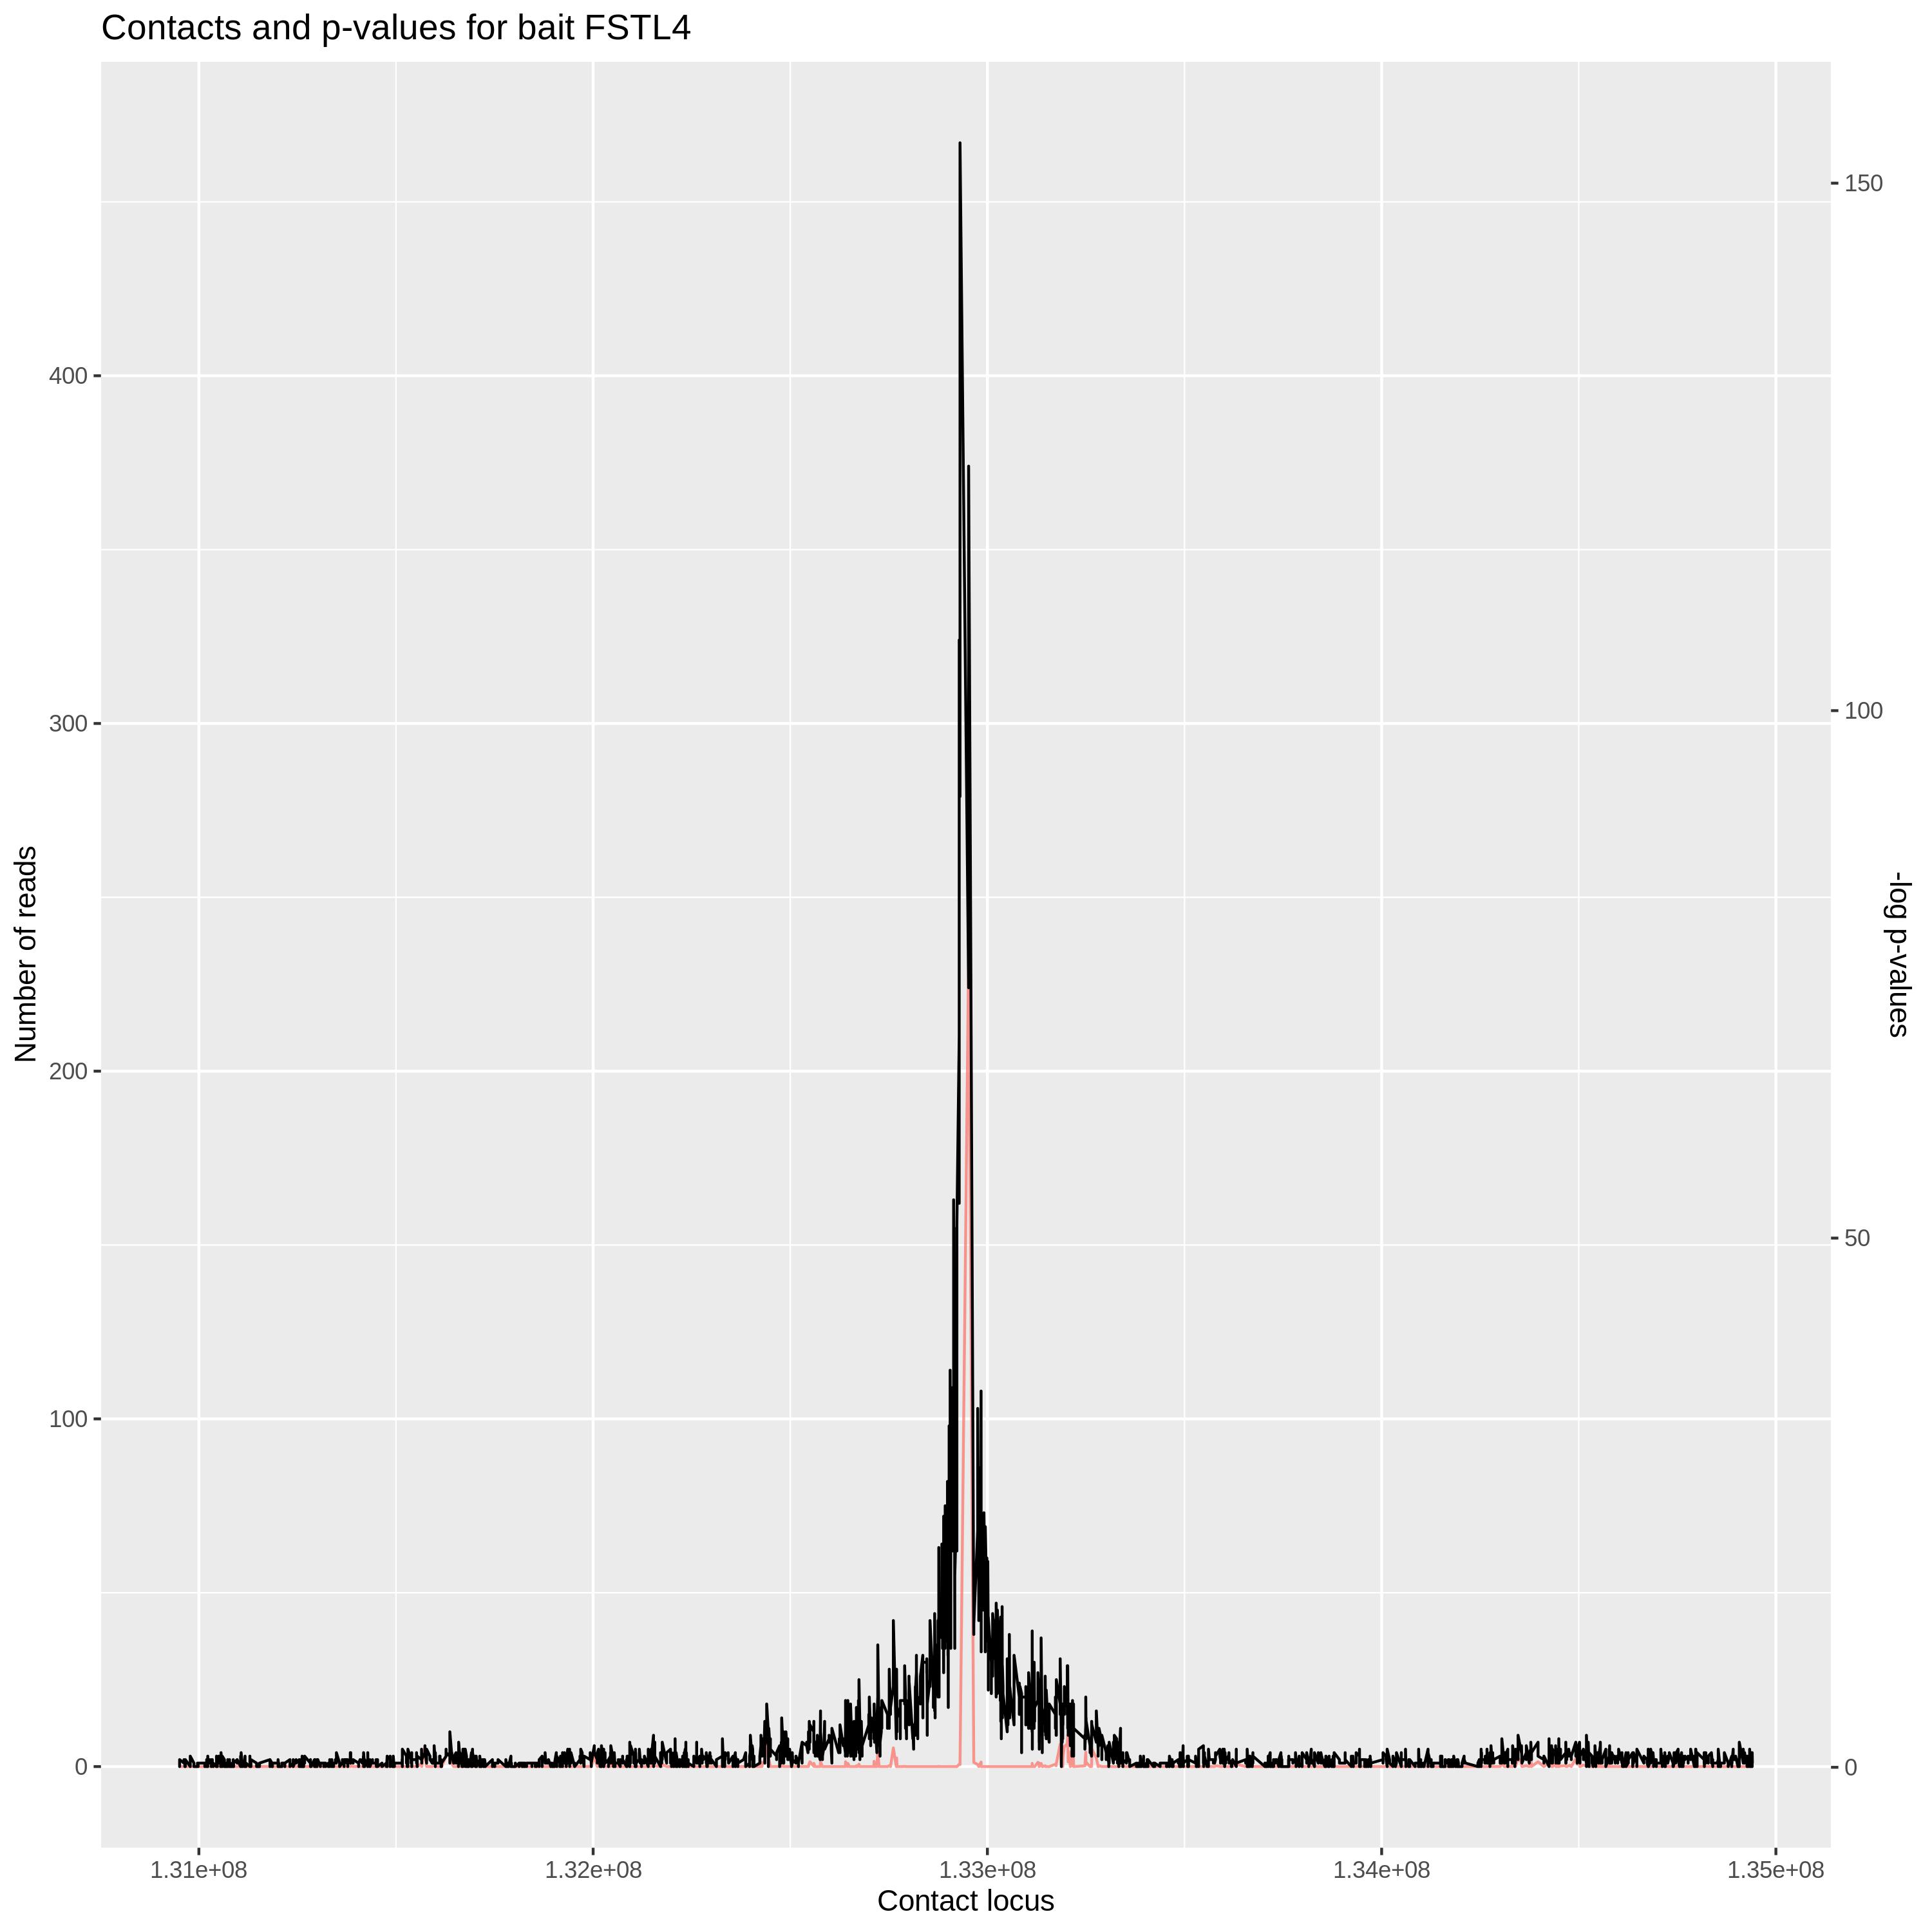 Contacts and p-values for bait FSTL4
Number of reads
400
300
200
100
0
150
100
50
0
-log p-values
1.31e+08
1.32e+08
1.33e+08
1.34e+08
1.35e+08
Contact locus